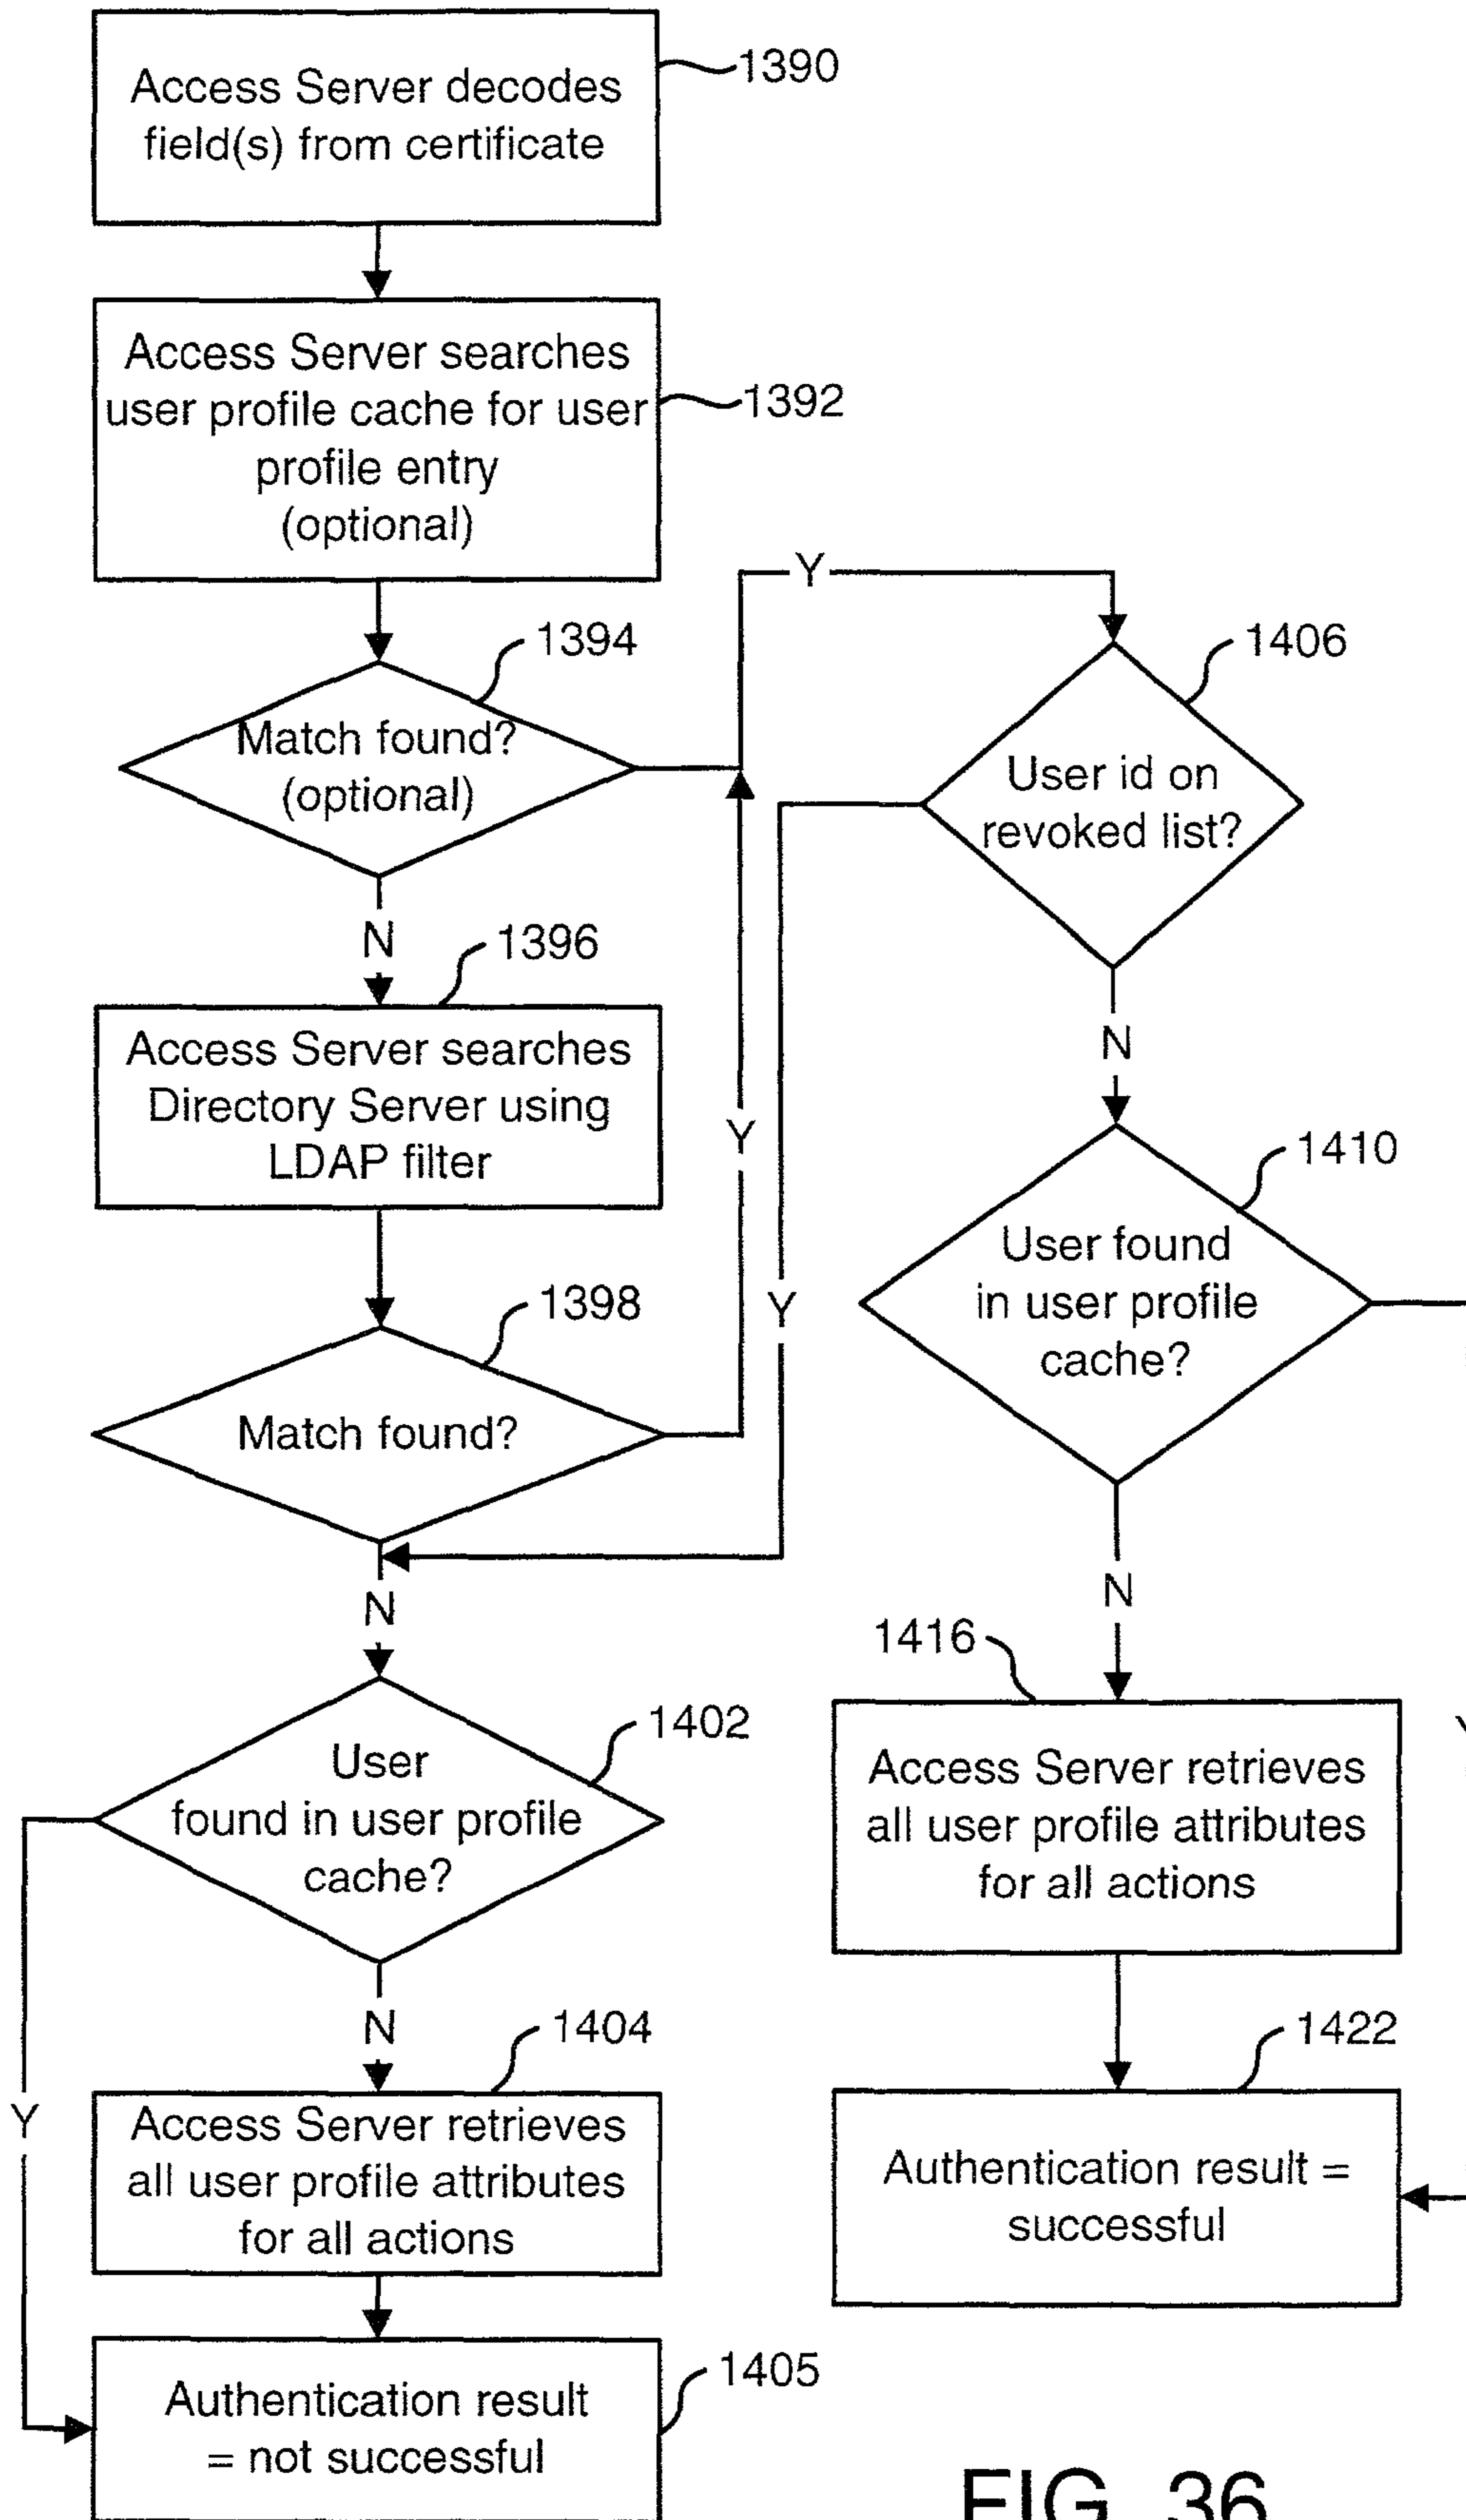 Access Server decodes
field(s) from certificate
1390
Access Server searches
user profile cache for user
profile entry
(optional)
1392
Y
1394
Match found?
(optional)
1406
User id on
revoked list?
N
1396
Access Server searches
Directory Server using
LDAP filter
Y
N
1410
User found
in user profile
cache?
1398
Match found?
Y
N
N
1416
Access Server retrieves
all user profile attributes
for all actions
1402
User
found in user profile
cache?
N
1404
Access Server retrieves
all user profile attributes
for all actions
Y
1422
Authentication result =
successful
1405
Authentication result
= not successful
FIG. 36